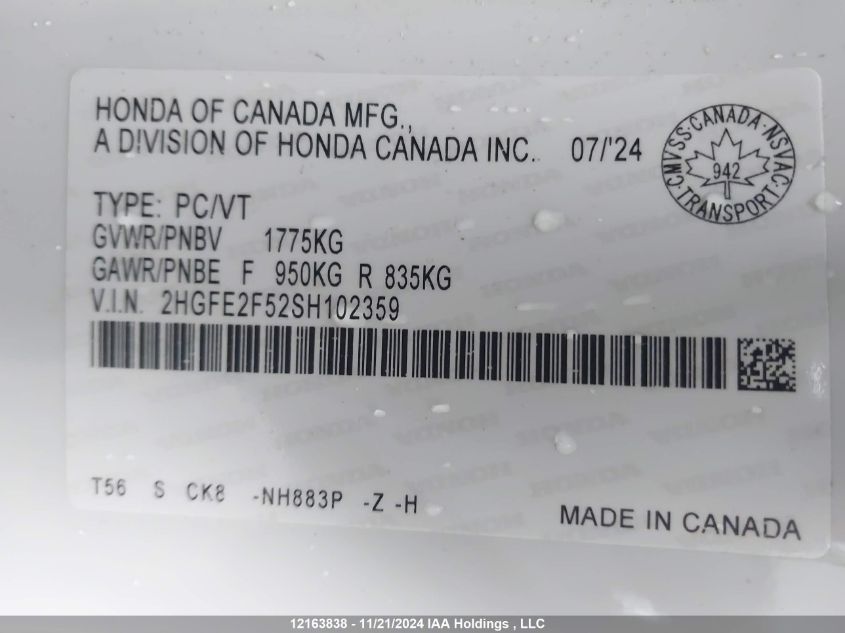 HONDA OF CANADA MFG.,
A DIVISION OF HONDA CANADA INC. 07/'24
CMVSS·CANADA·NSVAC·TRANSPORT
942
TYPE: PC/VT
GVWR/PNBV 1775KG
GAWR/PNBE F 950KG R 835KG
V.I.N. 2HGFE2F52SH102359
T56 S CK8 -NH883P -Z -H
MADE IN CANADA
12163838 - 11/21/2024 IAA Holdings , LLC